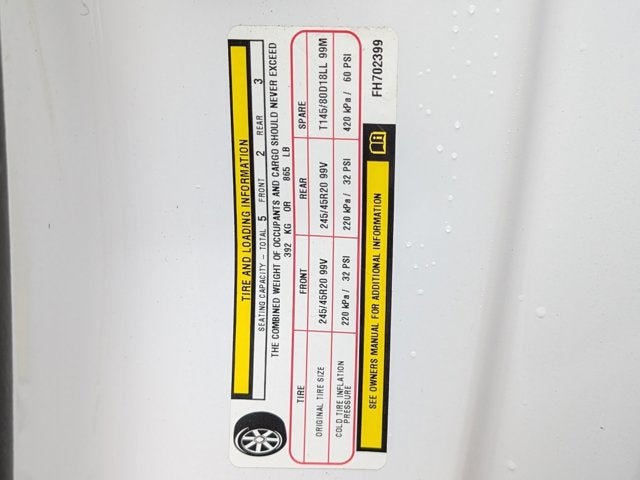 TIRE AND LOADING INFORMATION
SEATING CAPACITY – TOTAL 5 FRONT 2 REAR 3
THE COMBINED WEIGHT OF OCCUPANTS AND CARGO SHOULD NEVER EXCEED
392 KG OR 865 LB
TIRE FRONT REAR SPARE
ORIGINAL TIRE SIZE 245/45R20 99V 245/45R20 99V T145/80D18LL 99M
COLD TIRE INFLATION
PRESSURE 220 kPa / 32 PSI 220 kPa / 32 PSI 420 kPa / 60 PSI
SEE OWNERS MANUAL FOR ADDITIONAL INFORMATION
FH702399